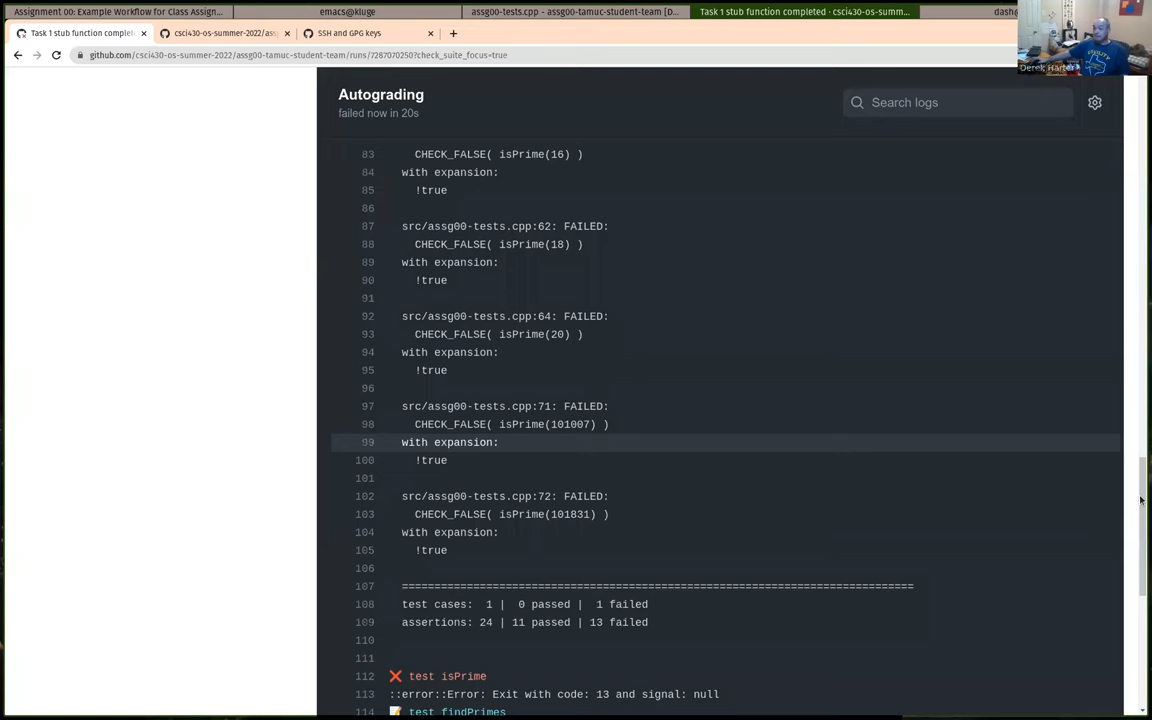 Assignment 00: Example Workflow for Class Assign...
emacs@kluge
assg00-tests.cpp - assg00-tamuc-student-team [D...
Task 1 stub function completed · csci430-os-summ...
dash@
Task 1 stub function complet
csci430-os-summer-2022/ass
SSH and GPG keys
github.com/csci430-os-summer-2022/assg00-tamuc-student-team/runs/7287070250?check_suite_focus=true
Derek Harter
Autograding
failed now in 20s
Search logs
83 CHECK_FALSE( isPrime(16) )
84 with expansion:
85 !true
86
87 src/assg00-tests.cpp:62: FAILED:
88 CHECK_FALSE( isPrime(18) )
89 with expansion:
90 !true
91
92 src/assg00-tests.cpp:64: FAILED:
93 CHECK_FALSE( isPrime(20) )
94 with expansion:
95 !true
96
97 src/assg00-tests.cpp:71: FAILED:
98 CHECK_FALSE( isPrime(101007) )
99 with expansion:
100 !true
101
102 src/assg00-tests.cpp:72: FAILED:
103 CHECK_FALSE( isPrime(101831) )
104 with expansion:
105 !true
106
107 ===============================================================================
108 test cases: 1 | 0 passed | 1 failed
109 assertions: 24 | 11 passed | 13 failed
110
111
112 ❌ test isPrime
113 ::error::Error: Exit with code: 13 and signal: null
114 📝 test findPrimes